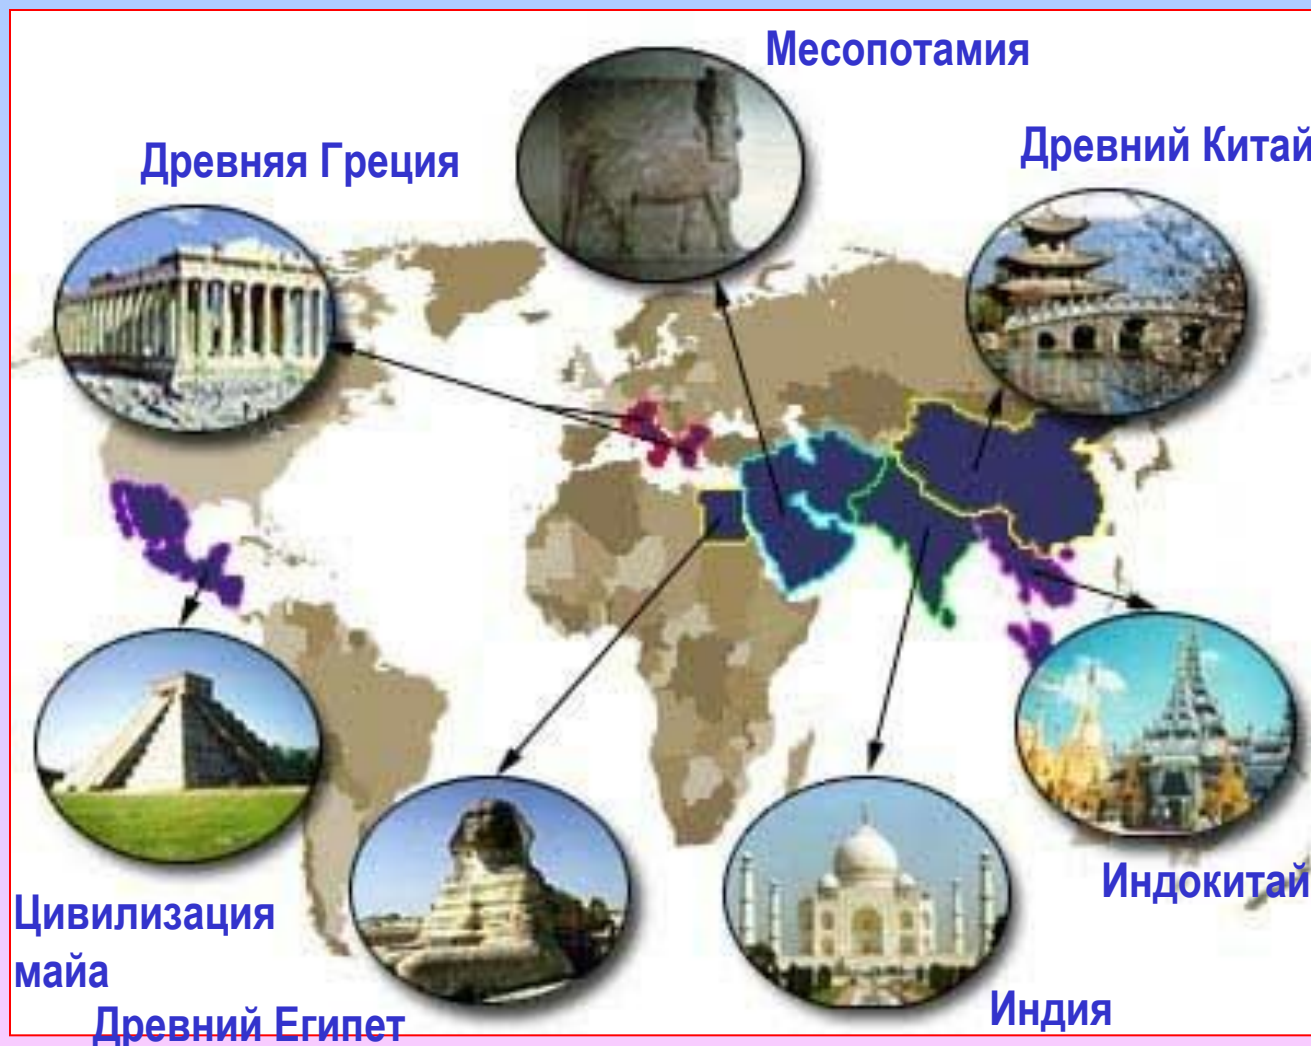 Месопотамия
Древняя Греция
Древний Китай
Индокитай
Цивилизация
майа
Древний Египет
Индия